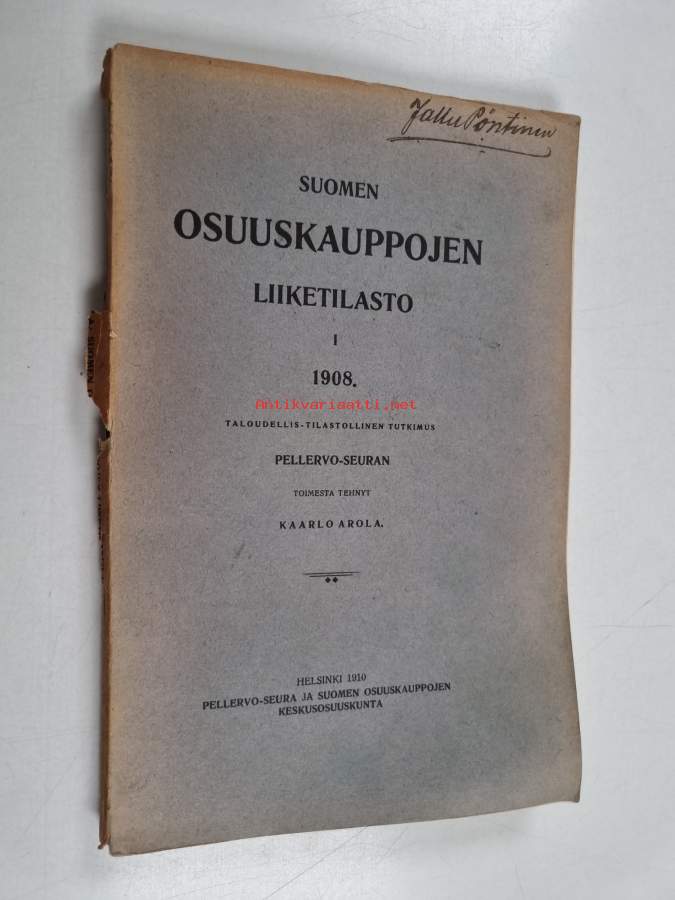 Jallu Pöntinen
SUOMEN
OSUUSKAUPPOJEN
LIIKETILASTO
I
1908.
Antikvariaatti.net
TALOUDELLIS-TILASTOLLINEN TUTKIMUS
PELLERVO-SEURAN
TOIMESTA TEHNYT
KAARLO AROLA.
HELSINKI 1910
PELLERVO-SEURA JA SUOMEN OSUUSKAUPPOJEN
KESKUSOSUUSKUNTA